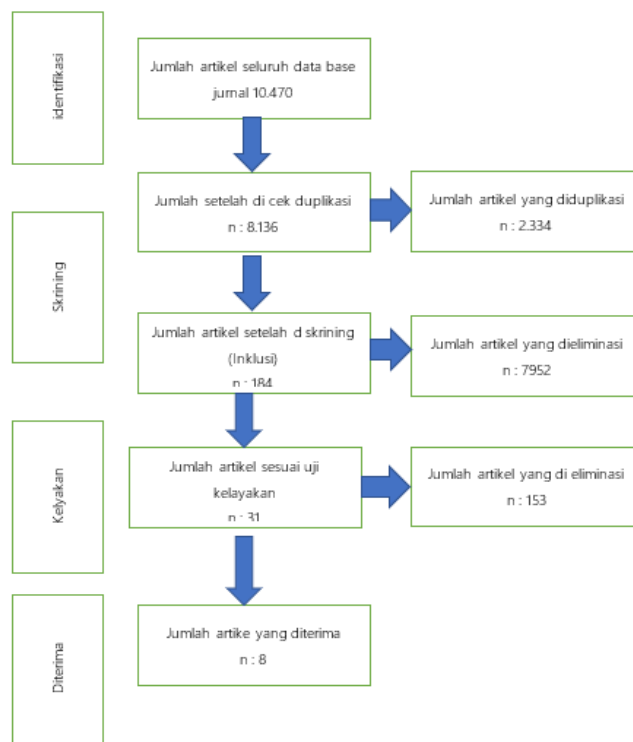 identifikasi
Jumlah artikel seluruh data base
jurnal 10.470
Skrining
Jumlah setelah di cek duplikasi
n : 8.136
Jumlah artikel yang diduplikasi
n : 2.334
Jumlah artikel setelah d skrining
(Inklusi)
n : 184
Jumlah artikel yang dieliminasi
n : 7952
Kelyakan
Jumlah artikel sesuai uji
kelayakan
n : 31
Jumlah artikel yang di eliminasi
n : 153
Diterima
Jumlah artike yang diterima
n : 8